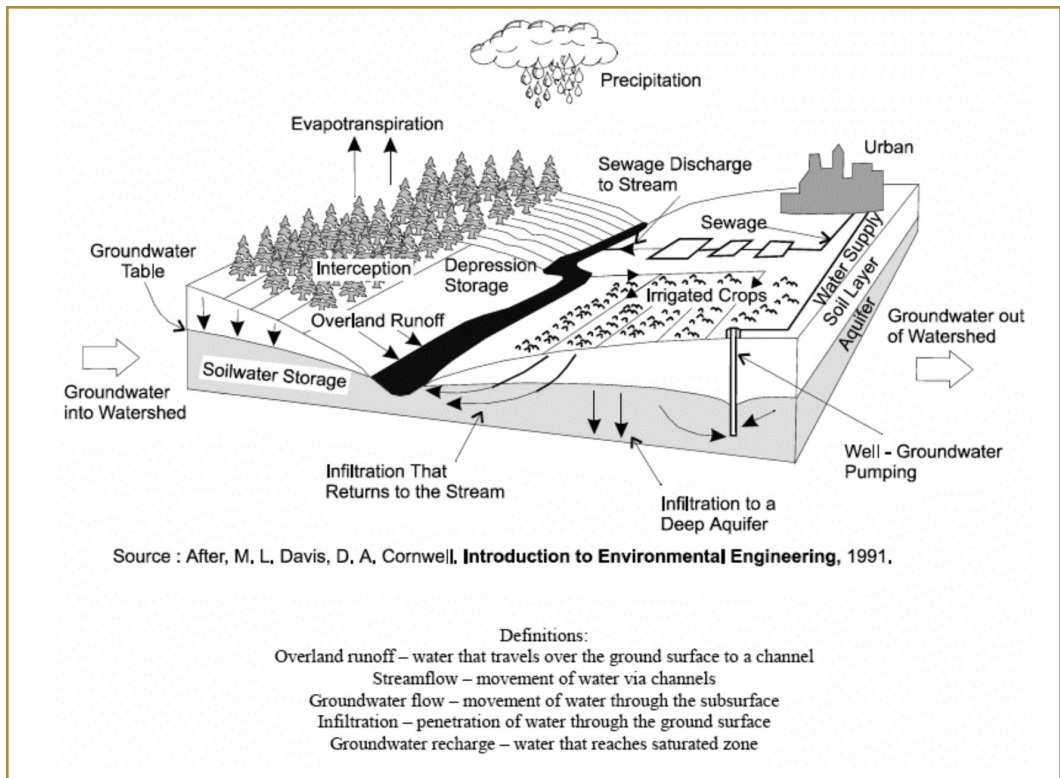 Precipitation
Evapotranspiration
Urban
Sewage Discharge
to Stream
Sewage
Groundwater
Table
Interception
Depression
Storage
Water Supply
Soil Layer
Aquifer
Irrigated Crops
Overland Runoff
Groundwater out
of Watershed
Soilwater Storage
Groundwater
into Watershed
Well - Groundwater
Pumping
Infiltration That
Returns to the Stream
Infiltration to a
Deep Aquifer
Source : After, M. L. Davis, D. A. Cornwell. Introduction to Environmental Engineering, 1991.
Definitions:
Overland runoff – water that travels over the ground surface to a channel
Streamflow – movement of water via channels
Groundwater flow – movement of water through the subsurface
Infiltration – penetration of water through the ground surface
Groundwater recharge – water that reaches saturated zone